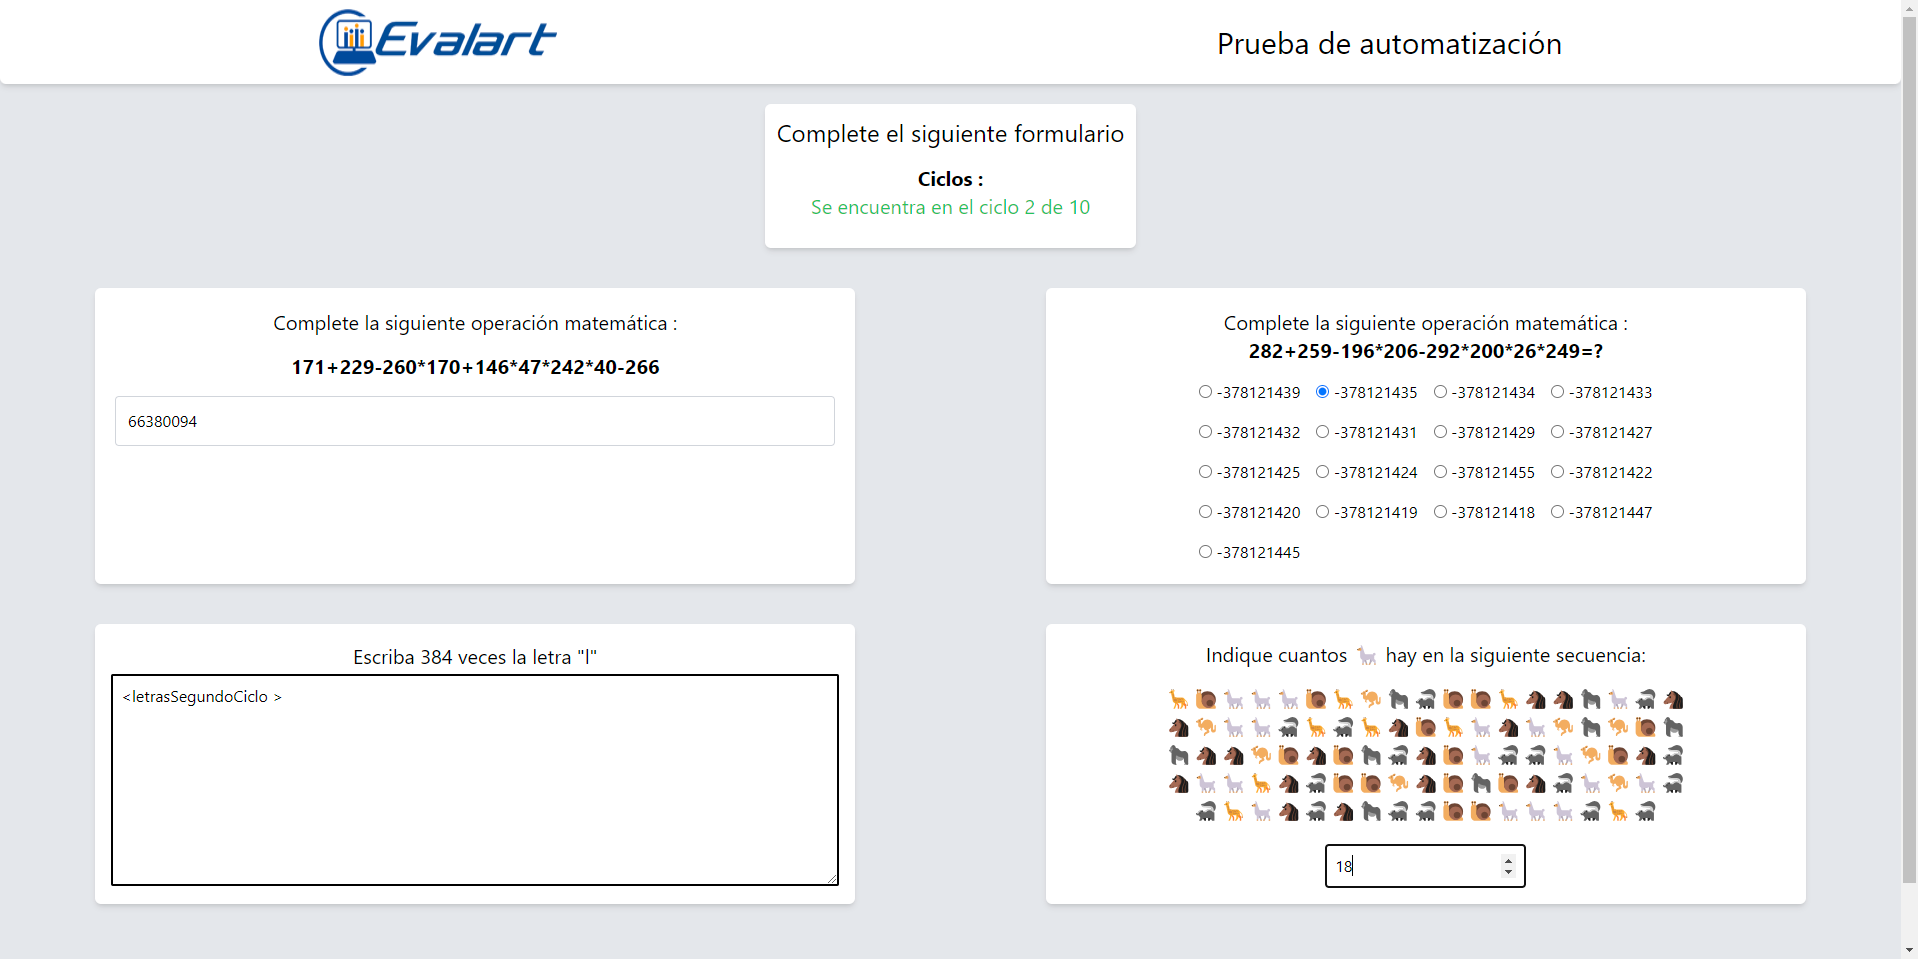 Evalart
Prueba de automatización
Complete el siguiente formulario
Ciclos :
Se encuentra en el ciclo 2 de 10
Complete la siguiente operación matemática :
171+229-260*170+146*47*242*40-266
66380094
Complete la siguiente operación matemática :
282+259-196*206-292*200*26*249=?
-378121439 -378121435 -378121434 -378121433
-378121432 -378121431 -378121429 -378121427
-378121425 -378121424 -378121455 -378121422
-378121420 -378121419 -378121418 -378121447
-378121445
Escriba 384 veces la letra "l"
<letrasSegundoCiclo >
Indique cuantos 🐐 hay en la siguiente secuencia:
18